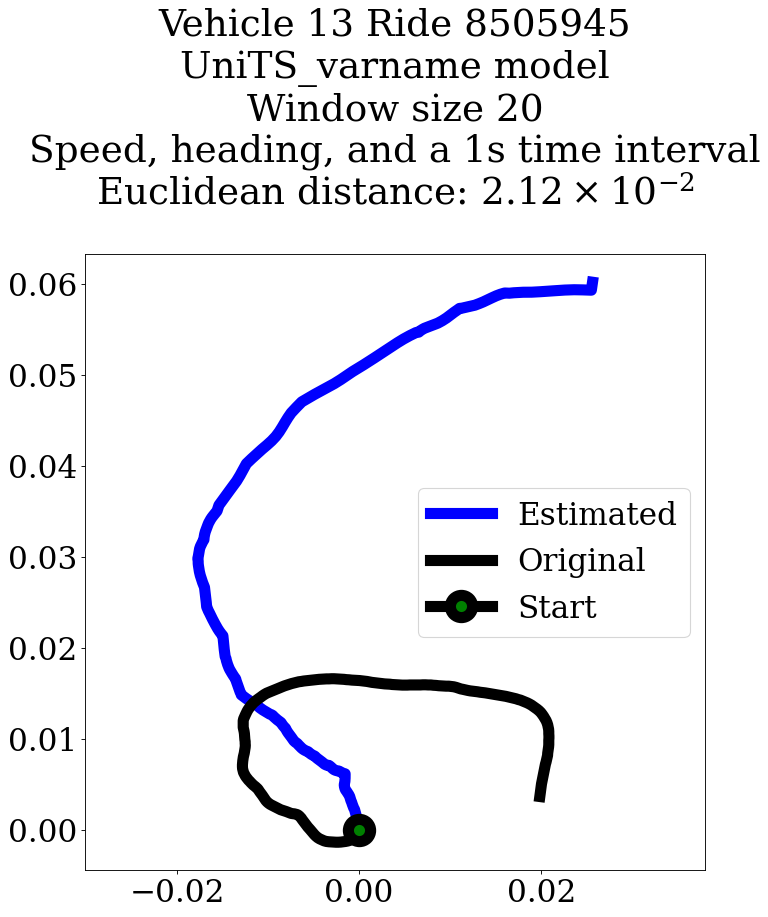 Vehicle 13 Ride 8505945
UniTS_varname model
Window size 20
Speed, heading, and a 1s time interval
Euclidean distance: 2.12 × 10⁻²
0.06
0.05
0.04
0.03
0.02
0.01
0.00
Estimated
Original
Start
−0.02 0.00 0.02